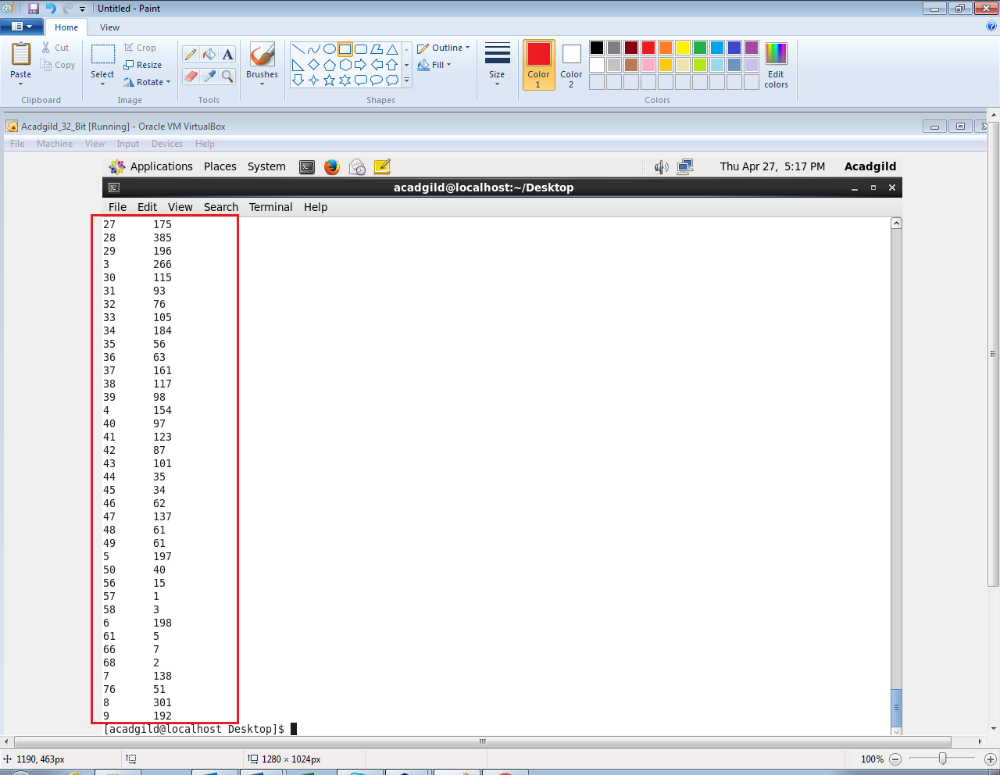 Untitled - Paint
Home View
Cut
Copy
Paste
Clipboard
Crop
Resize
Rotate
Select
Image
A
Tools
Brushes
Outline
Fill
Shapes
Size
Color 1
Color 2
Edit colors
Colors
Acadgild_32_Bit [Running] - Oracle VM VirtualBox
File Machine View Input Devices Help
Applications Places System Thu Apr 27, 5:17 PM Acadgild
acadgild@localhost:~/Desktop
File Edit View Search Terminal Help
27 175
28 385
29 196
3 266
30 115
31 93
32 76
33 105
34 184
35 56
36 63
37 161
38 117
39 98
4 154
40 97
41 123
42 87
43 101
44 35
45 34
46 62
47 137
48 61
49 61
5 197
50 40
56 15
57 1
58 3
6 198
61 5
66 7
68 2
7 138
76 51
8 301
9 192
[acadgild@localhost Desktop]$
1190, 463px 1280 × 1024px 100%